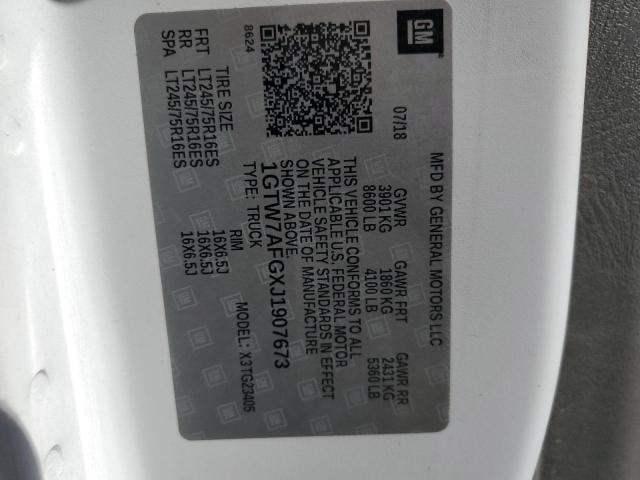 GM
MFD BY GENERAL MOTORS LLC
07/18
GVWR GAWR FRT GAWR RR
3901 KG 1860 KG 2431 KG
8600 LB 4100 LB 5360 LB
THIS VEHICLE CONFORMS TO ALL
APPLICABLE U.S. FEDERAL MOTOR
VEHICLE SAFETY STANDARDS IN EFFECT
ON THE DATE OF MANUFACTURE
SHOWN ABOVE.
1GTW7AFGXJ1907673
TYPE: TRUCK MODEL: X3TG23405
8624
TIRE SIZE RIM
FRT LT245/75R16ES 16X6.5J
RR LT245/75R16ES 16X6.5J
SPA LT245/75R16ES 16X6.5J